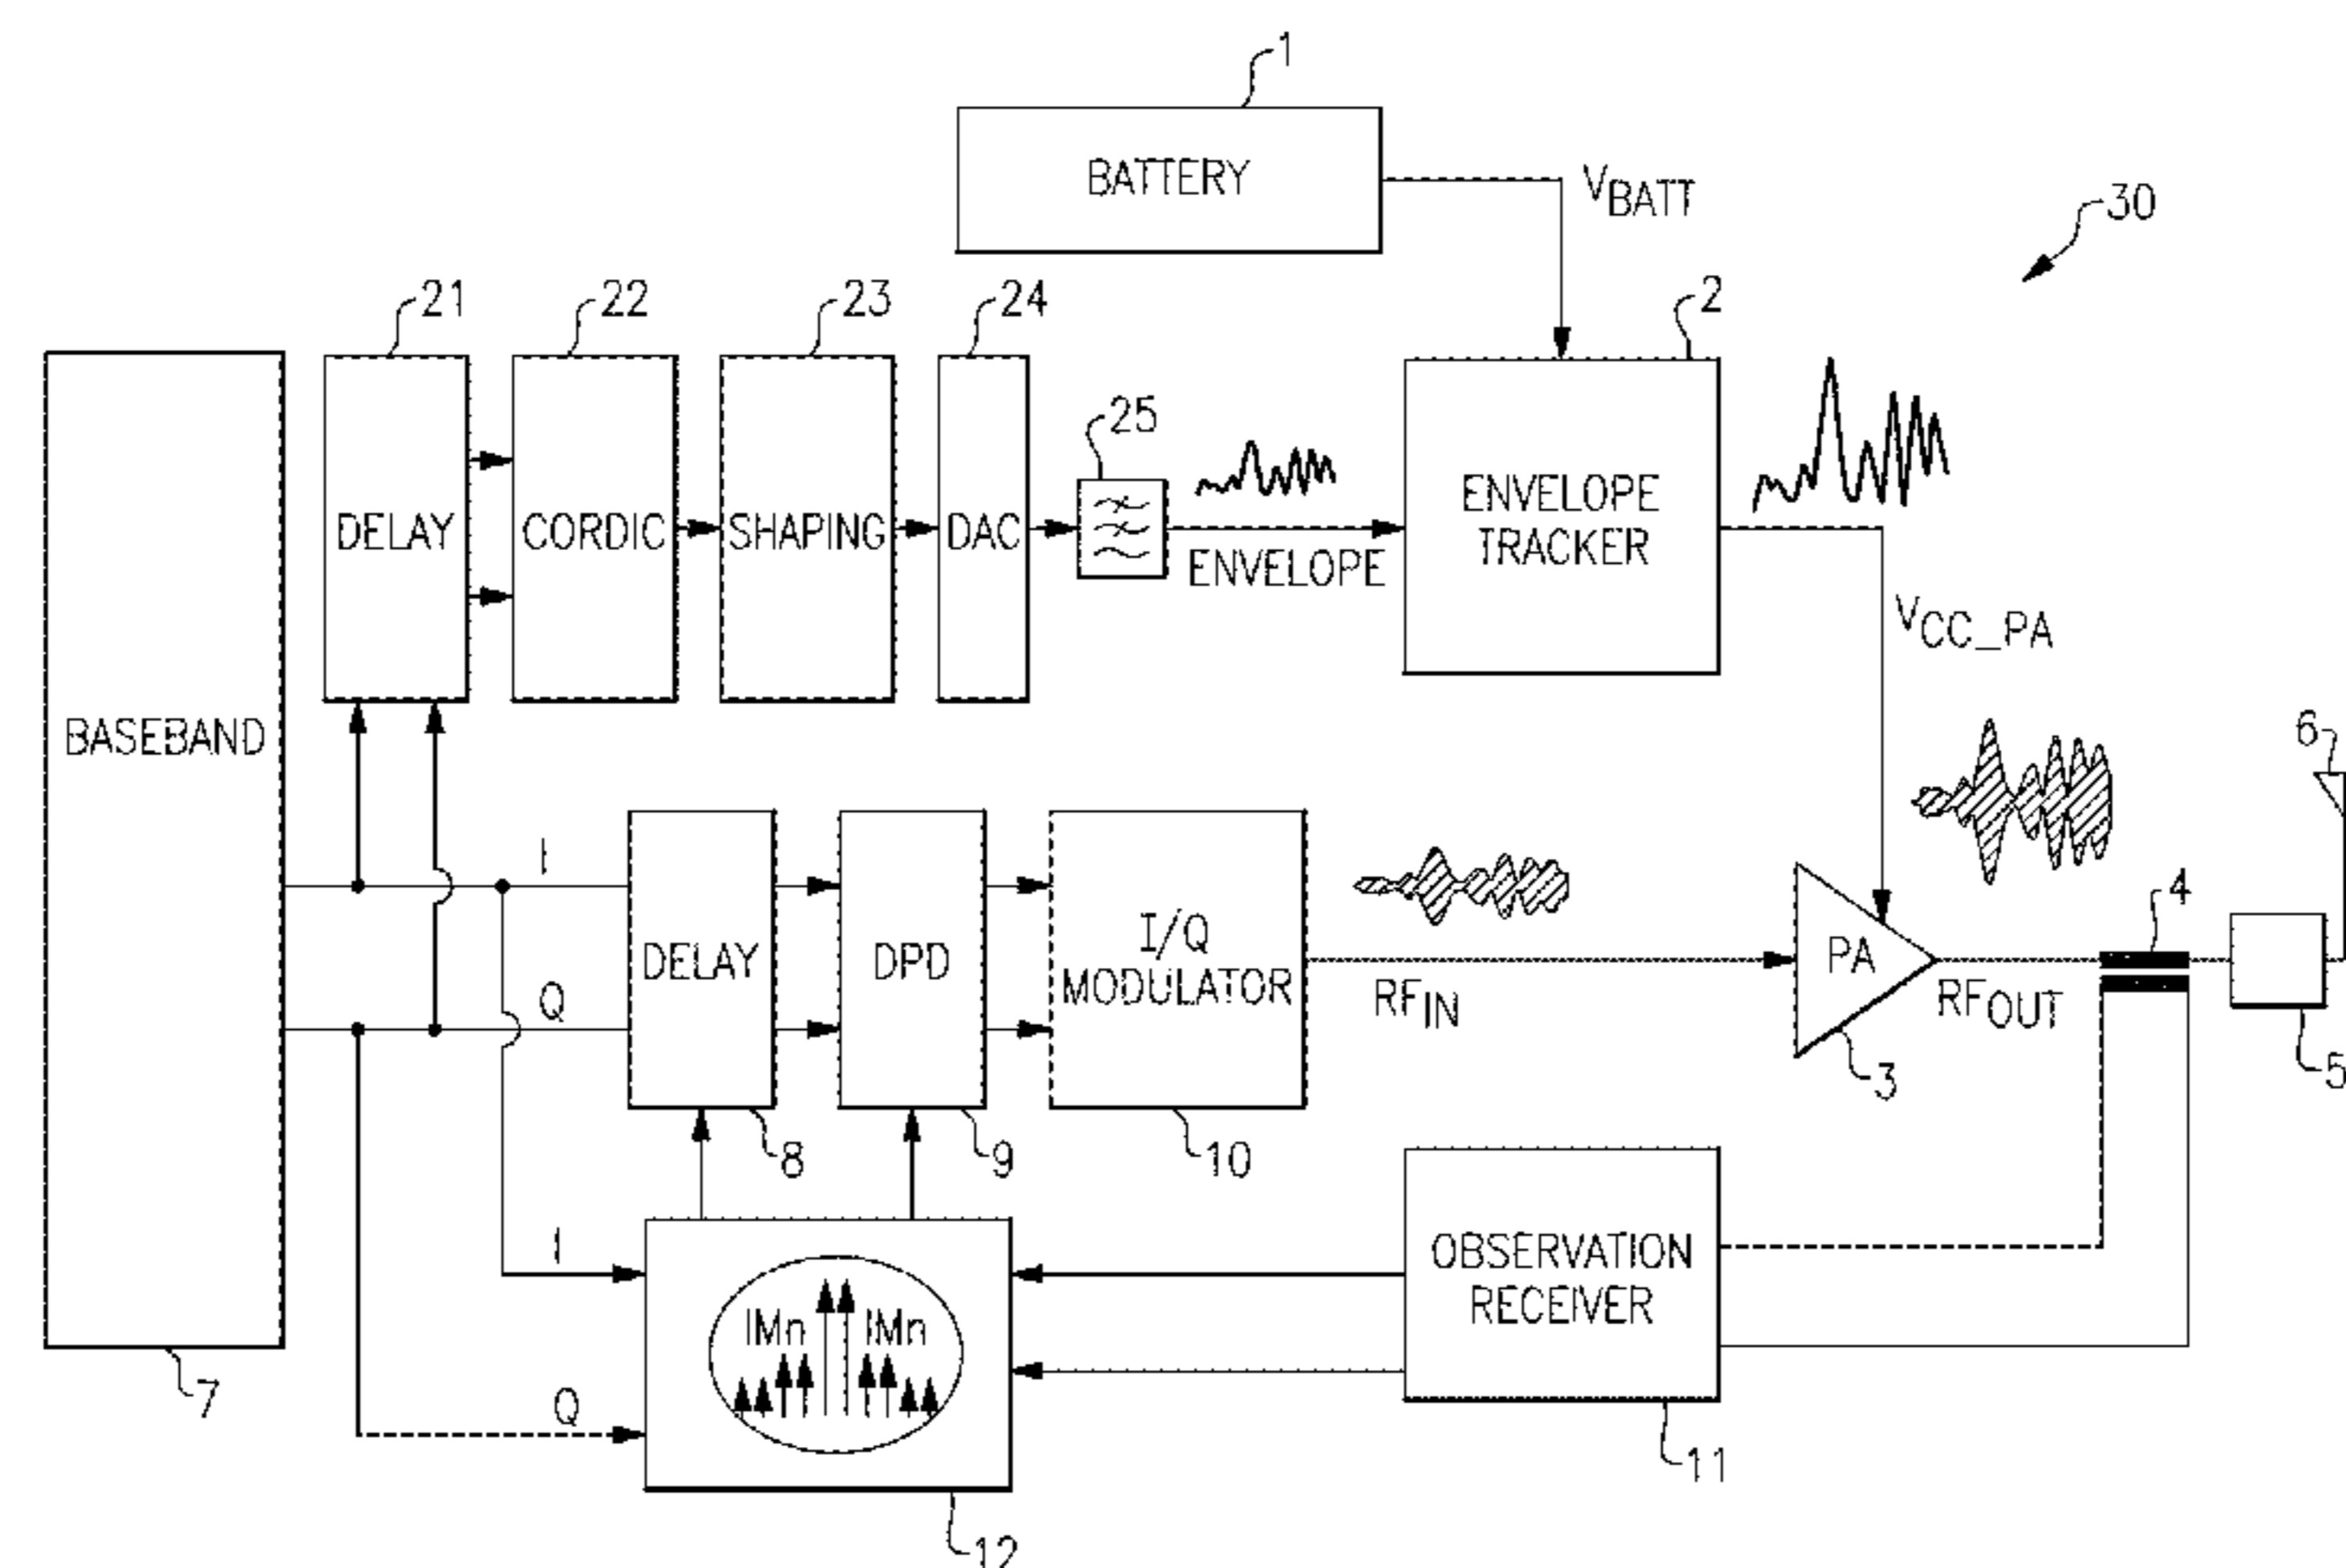 1
BATTERY
VBATT
30
21
22
23
24
2
25
BASEBAND
DELAY
CORDIC
SHAPING
DAC
ENVELOPE
ENVELOPE
TRACKER
VCC_PA
6
I
Q
DELAY
DPD
I/Q
MODULATOR
RFIN
PA
RFOUT
4
3
5
8
9
10
I
Q
IMn
IMn
OBSERVATION
RECEIVER
7
11
12